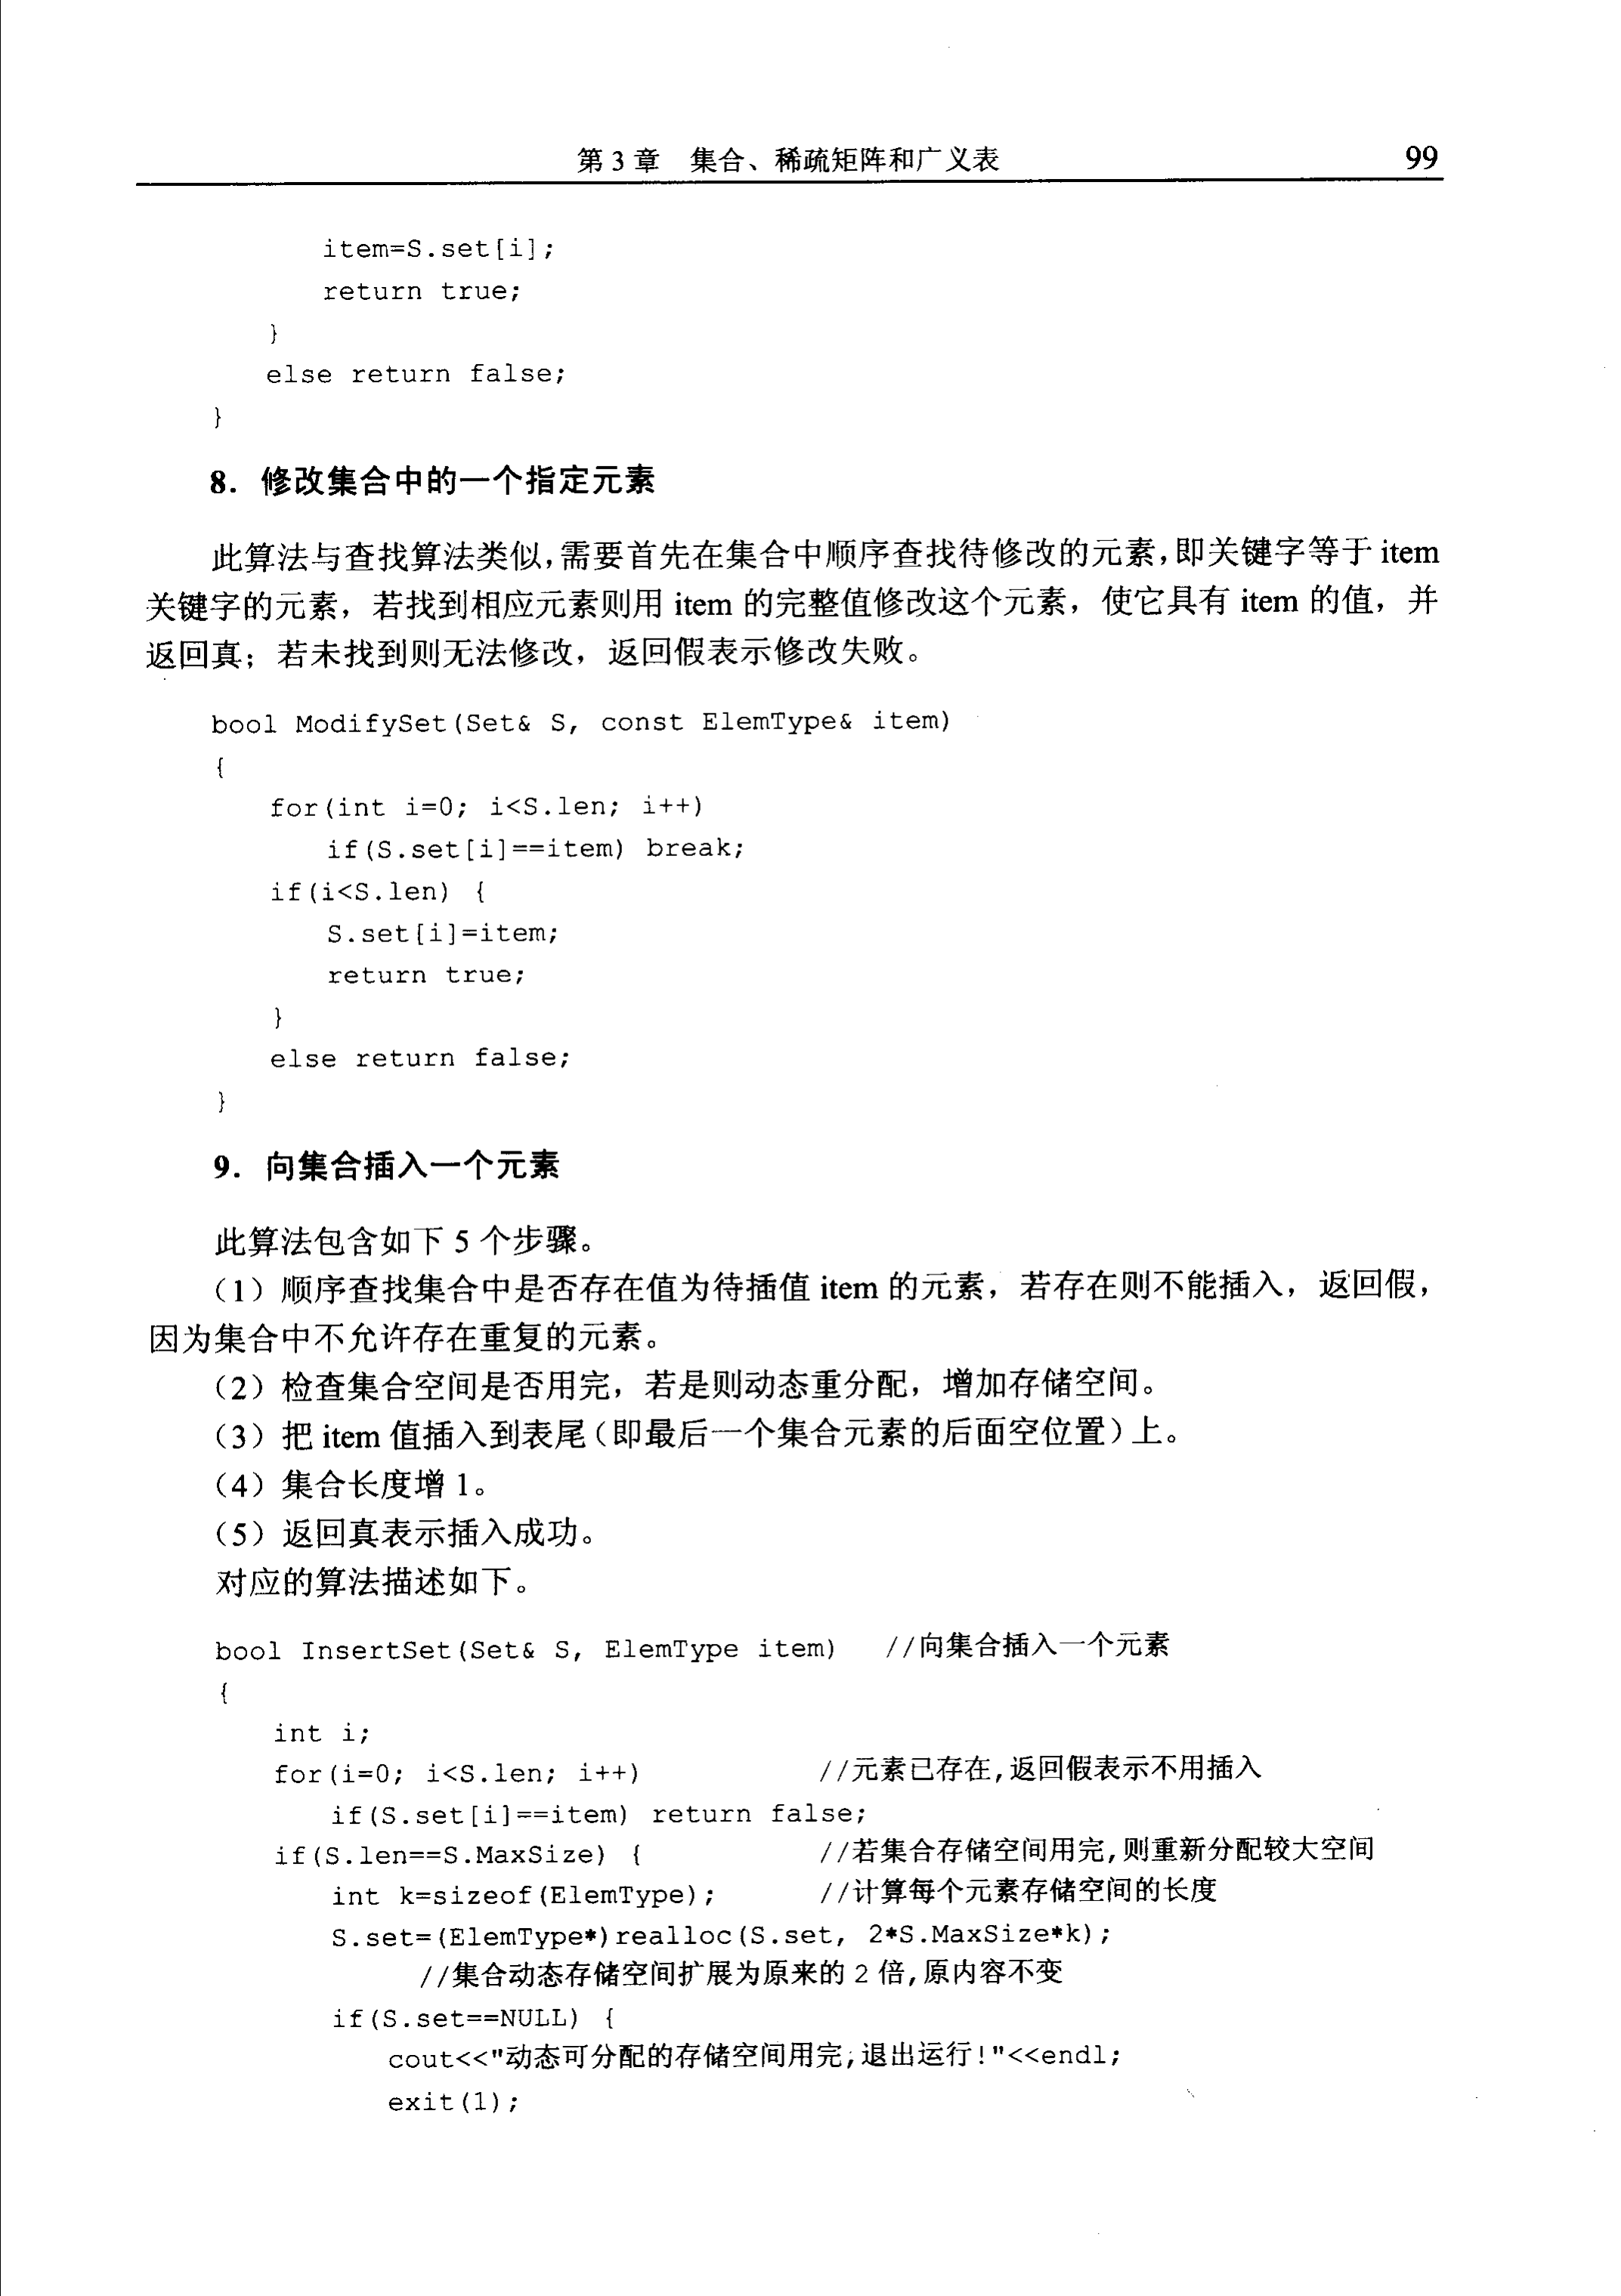 第 3 章　集合、稀疏矩阵和广义表　99
item=S.set[i];
return true;
}
else return false;
}
8．修改集合中的一个指定元素
此算法与查找算法类似，需要首先在集合中顺序查找待修改的元素，即关键字等于 item
关键字的元素，若找到相应元素则用 item 的完整值修改这个元素，使它具有 item 的值，并
返回真；若未找到则无法修改，返回假表示修改失败。
bool ModifySet(Set& S, const ElemType& item)
{
for(int i=0; i<S.len; i++)
if(S.set[i]==item) break;
if(i<S.len) {
S.set[i]=item;
return true;
}
else return false;
}
9．向集合插入一个元素
此算法包含如下 5 个步骤。
（1）顺序查找集合中是否存在值为待插值 item 的元素，若存在则不能插入，返回假，
因为集合中不允许存在重复的元素。
（2）检查集合空间是否用完，若是则动态重分配，增加存储空间。
（3）把 item 值插入到表尾（即最后一个集合元素的后面空位置）上。
（4）集合长度增 1。
（5）返回真表示插入成功。
对应的算法描述如下。
bool InsertSet(Set& S, ElemType item)　//向集合插入一个元素
{
int i;
for(i=0; i<S.len; i++)　//元素已存在,返回假表示不用插入
if(S.set[i]==item) return false;
if(S.len==S.MaxSize) {　//若集合存储空间用完,则重新分配较大空间
int k=sizeof(ElemType);　//计算每个元素存储空间的长度
S.set=(ElemType*)realloc(S.set, 2*S.MaxSize*k);
//集合动态存储空间扩展为原来的 2 倍,原内容不变
if(S.set==NULL) {
cout<<"动态可分配的存储空间用完;退出运行!"<<endl;
exit(1);